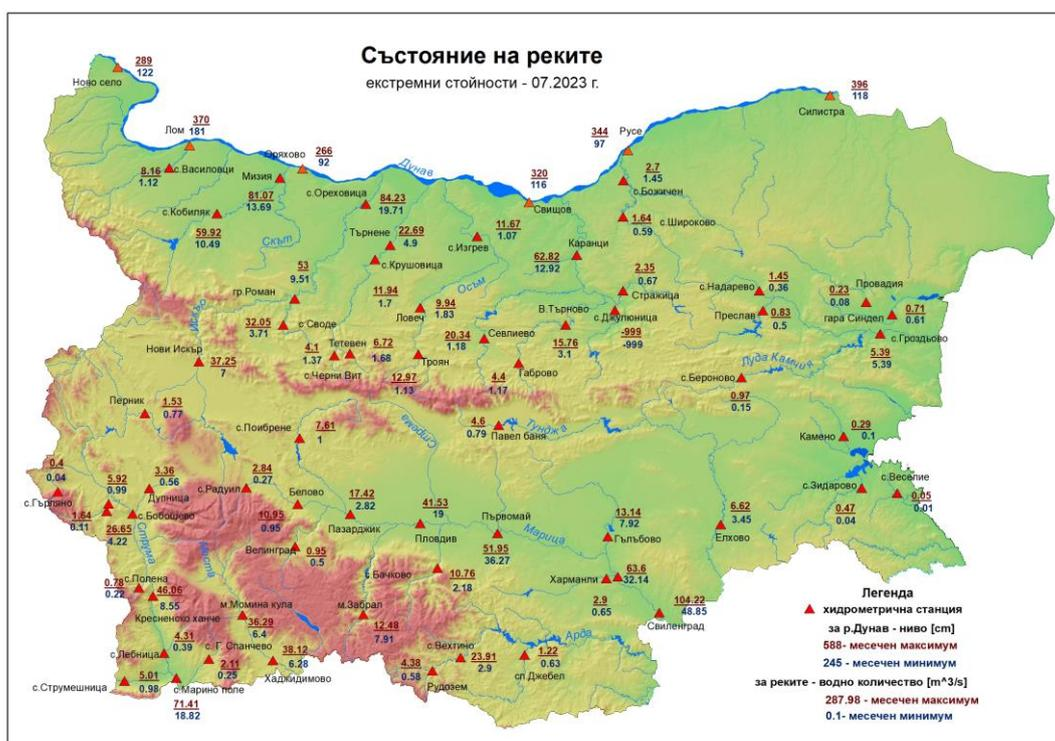 Състояние на реките
екстремни стойности - 07.2023 г.
289
122
Ново село
370
181
Лом
266
92
Оряхово
Дунав
320
116
Свищов
344
97
Русе
396
118
Силистра
8.16
1.12
с.Василовци
Мизия
81.07
13.69
с.Кобиляк
59.92
10.49
Скът
с.Ореховица
84.23
19.71
Търнене
22.69
4.9
с.Крушовица
11.94
1.7
с.Изгрев
11.67
1.07
Осъм
62.82
12.92
Каранци
2.7
1.45
с.Божичен
1.64
0.59
с.Широково
2.35
0.67
Стражица
с.Джулюница
-999
-999
с.Надарево
1.45
0.36
Преслав
0.83
0.5
Провадия
0.23
0.08
гара Синдел
0.71
0.61
с.Гроздьово
5.39
5.39
53
9.51
гр.Роман
Искър
32.05
3.71
с.Своде
Нови Искър
37.25
7
4.1
1.37
с.Черни Вит
Тетевен
6.72
1.68
Ловеч
9.94
1.83
Троян
12.97
1.13
Севлиево
20.34
1.18
Габрово
4.4
1.17
В.Търново
15.76
3.1
Луда Камчия
с.Бероново
0.97
0.15
Перник
1.53
0.77
с.Поибрене
7.61
1
Стряма
4.6
0.79
Павел баня
Тунджа
Камено
0.29
0.1
с.Зидарово
0.47
0.04
с.Веселие
0.05
0.01
0.4
0.04
с.Гърляно
5.92
0.99
1.64
0.11
3.36
0.56
Дупница
с.Бобошево
26.65
4.22
Струма
Места
с.Радуил
2.84
0.27
Белово
10.95
0.95
Велинград
0.95
0.5
17.42
2.82
Пазарджик
41.53
19
Пловдив
Първомай
51.95
36.27
Марица
13.14
7.92
Гълъбово
6.62
3.45
Елхово
с.Бачково
10.76
2.18
Харманли
2.9
0.65
63.6
32.14
104.22
48.85
Свиленград
с.Полена
0.78
0.22
46.06
8.55
Кресненско ханче
м.Момина кула
36.29
6.4
м.Забрал
12.48
7.91
Арда
4.31
0.39
с.Лебница
с. Г. Спанчево
2.11
0.25
38.12
6.28
Хаджидимово
5.01
0.98
с.Струмешница
с.Марино поле
71.41
18.82
4.38
0.58
Рудозем
с.Вехтино
23.91
2.9
1.22
0.63
сп.Джебел
Легенда
хидрометрична станция
за р.Дунав - ниво [cm]
588- месечен максимум
245 - месечен минимум
за реките - водно количество [m^3/s]
287.98 - месечен максимум
0.1- месечен минимум